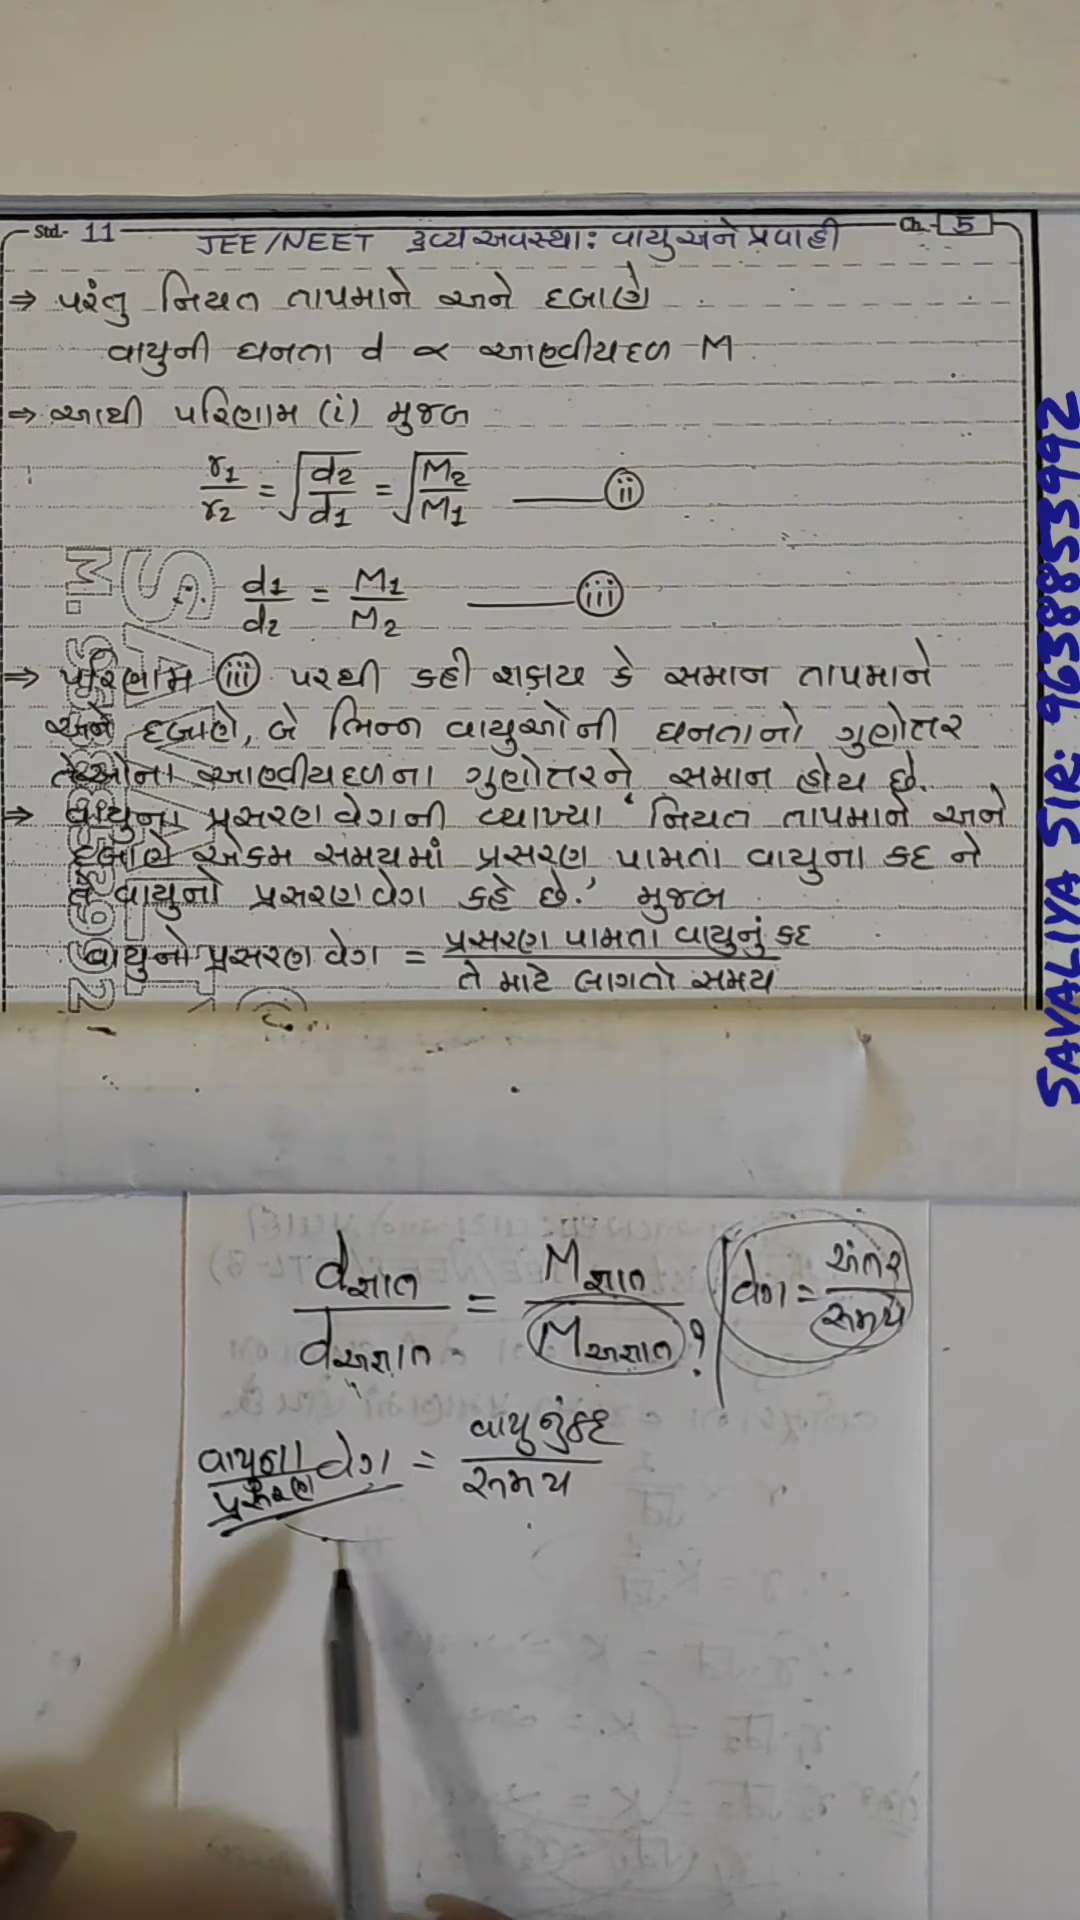 Std.- 11 JEE/NEET દ્રવ્ય અવસ્થા: વાયુ અને પ્રવાહી Ch.- 5
⇒ પરંતુ નિયત તાપમાને અને દબાણે
વાયુની ઘનતા d ∝ આણ્વીયદળ M
⇒ આથી પરિણામ (i) મુજબ
r₁/r₂ = √(d₂/d₁) = √(M₂/M₁) —— (ii)
d₁/d₂ = M₁/M₂ —— (iii)
⇒ પરિણામ (iii) પરથી કહી શકાય કે સમાન તાપમાને
અને દબાણે, બે ભિન્ન વાયુઓની ઘનતાનો ગુણોત્તર
તેઓના આણ્વીયદળના ગુણોત્તરને સમાન હોય છે.
⇒ વાયુના પ્રસરણ વેગની વ્યાખ્યા 'નિયત તાપમાને અને
દબાણે એકમ સમયમાં પ્રસરણ પામતા વાયુના કદ ને
તે વાયુનો પ્રસરણ વેગ કહે છે.' મુજબ
વાયુનો પ્રસરણ વેગ = પ્રસરણ પામતા વાયુનું કદ / તે માટે લાગતો સમય
SAVALIYA SIR: 9638853992
d જ્ઞાત / d અજ્ઞાત = M જ્ઞાત / M અજ્ઞાત ?
વેગ = અંતર / સમય
વાયુના પ્રસરણ વેગ = વાયુનું કદ / સમય